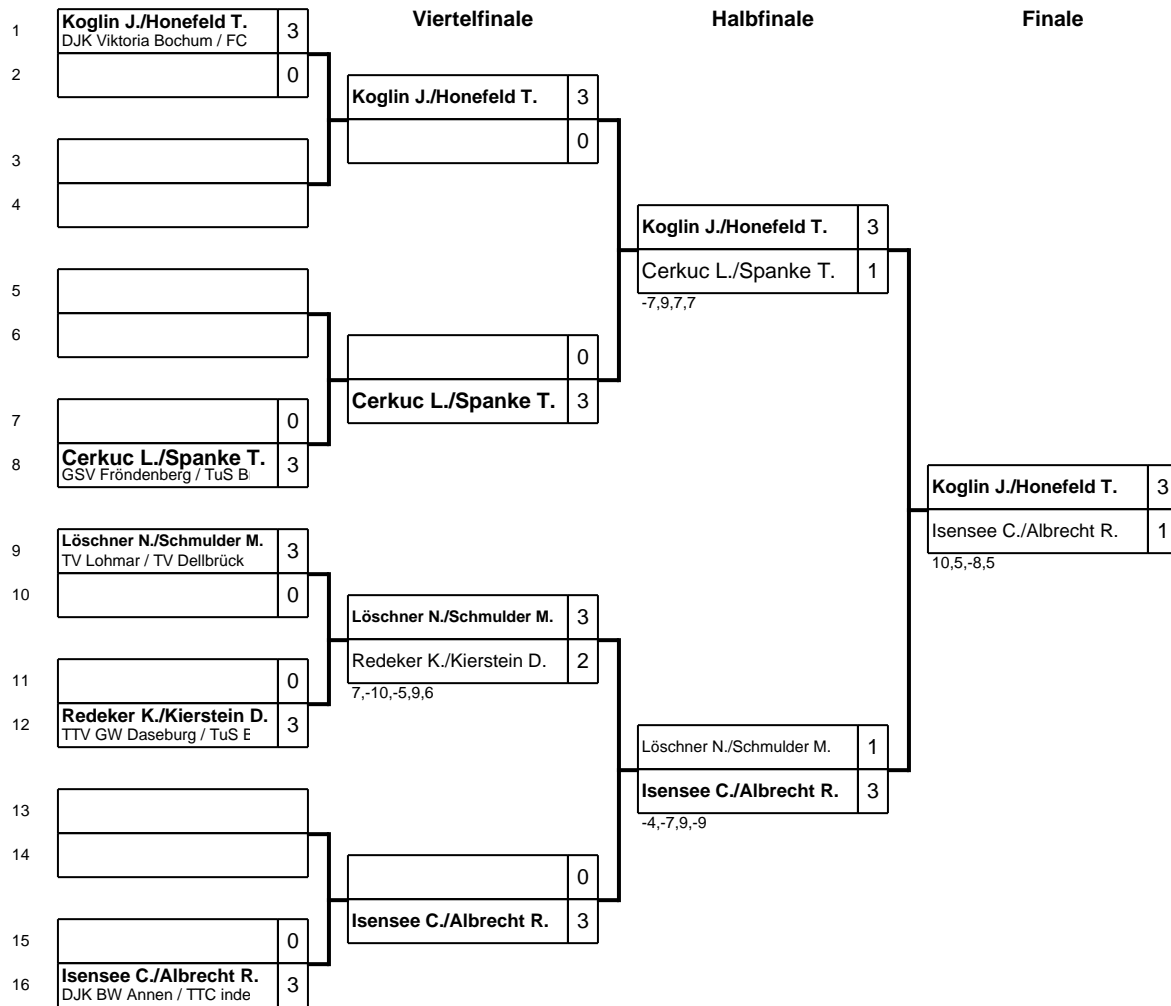 Viertelfinale
Halbfinale
Finale
1
Koglin J./Honefeld T.
3
DJK Viktoria Bochum / FC
2
0
3
4
5
6
7
0
8
Cerkuc L./Spanke T.
3
GSV Fröndenberg / TuS B
9
Löschner N./Schmulder M.
3
TV Lohmar / TV Dellbrück
10
0
11
0
12
Redeker K./Kierstein D.
3
TTV GW Daseburg / TuS E
13
14
15
0
16
Isensee C./Albrecht R.
3
DJK BW Annen / TTC inde
Koglin J./Honefeld T.
3
0
0
Cerkuc L./Spanke T.
3
Löschner N./Schmulder M.
3
Redeker K./Kierstein D.
2
7,-10,-5,9,6
0
Isensee C./Albrecht R.
3
Koglin J./Honefeld T.
3
Cerkuc L./Spanke T.
1
-7,9,7,7
Löschner N./Schmulder M.
1
Isensee C./Albrecht R.
3
-4,-7,9,-9
Koglin J./Honefeld T.
3
Isensee C./Albrecht R.
1
10,5,-8,5